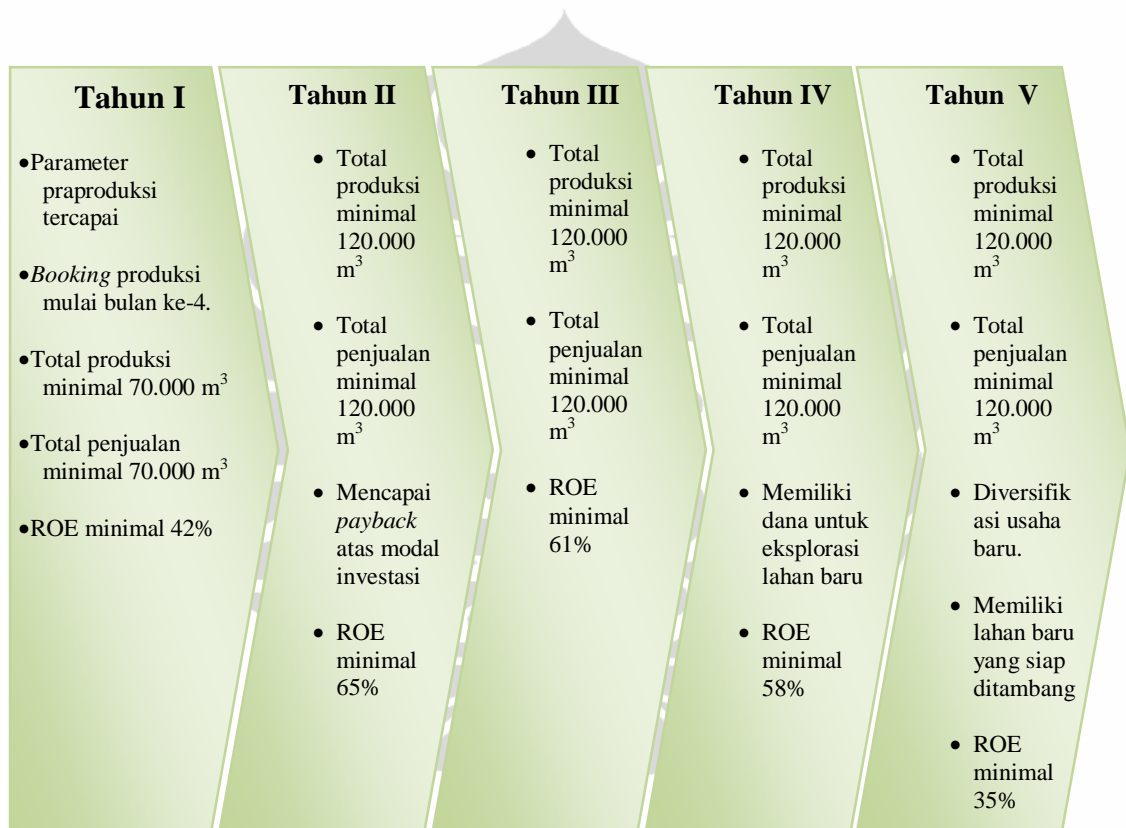 Tahun I
•Parameter
praproduksi
tercapai
•Booking produksi
mulai bulan ke-4.
•Total produksi
minimal 70.000 m³
•Total penjualan
minimal 70.000 m³
•ROE minimal 42%
Tahun II
• Total
produksi
minimal
120.000
m³
• Total
penjualan
minimal
120.000
m³
• Mencapai
payback
atas modal
investasi
• ROE
minimal
65%
Tahun III
• Total
produksi
minimal
120.000
m³
• Total
penjualan
minimal
120.000
m³
• ROE
minimal
61%
Tahun IV
• Total
produksi
minimal
120.000
m³
• Total
penjualan
minimal
120.000
m³
• Memiliki
dana untuk
eksplorasi
lahan baru
• ROE
minimal
58%
Tahun V
• Total
produksi
minimal
120.000
m³
• Total
penjualan
minimal
120.000
m³
• Diversifik
asi usaha
baru.
• Memiliki
lahan baru
yang siap
ditambang
• ROE
minimal
35%